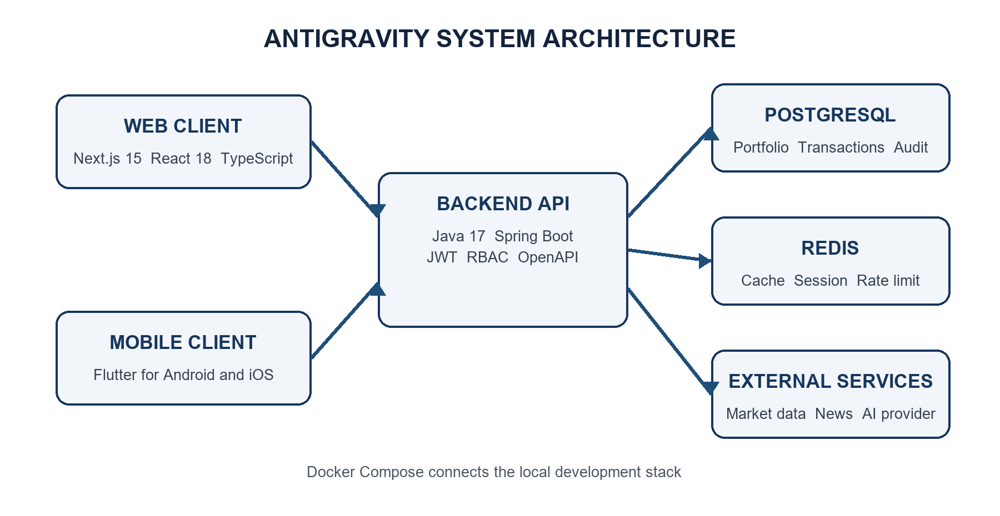 ANTIGRAVITY SYSTEM ARCHITECTURE
WEB CLIENT
Next.js 15  React 18  TypeScript
MOBILE CLIENT
Flutter for Android and iOS
BACKEND API
Java 17  Spring Boot
JWT  RBAC  OpenAPI
POSTGRESQL
Portfolio  Transactions  Audit
REDIS
Cache  Session  Rate limit
EXTERNAL SERVICES
Market data  News  AI provider
Docker Compose connects the local development stack